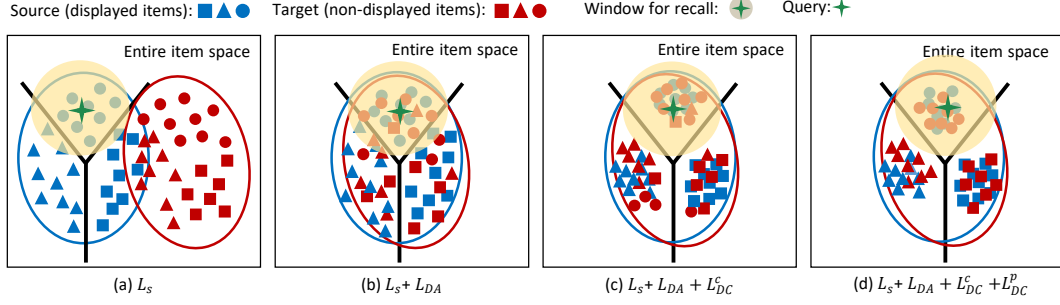 Source (displayed items): Target (non-displayed items): Window for recall: Query:
Entire item space Entire item space Entire item space Entire item space
(a) L_s (b) L_s+ L_DA (c) L_s+ L_DA + L_DC^c (d) L_s+ L_DA + L_DC^c +L_DC^p